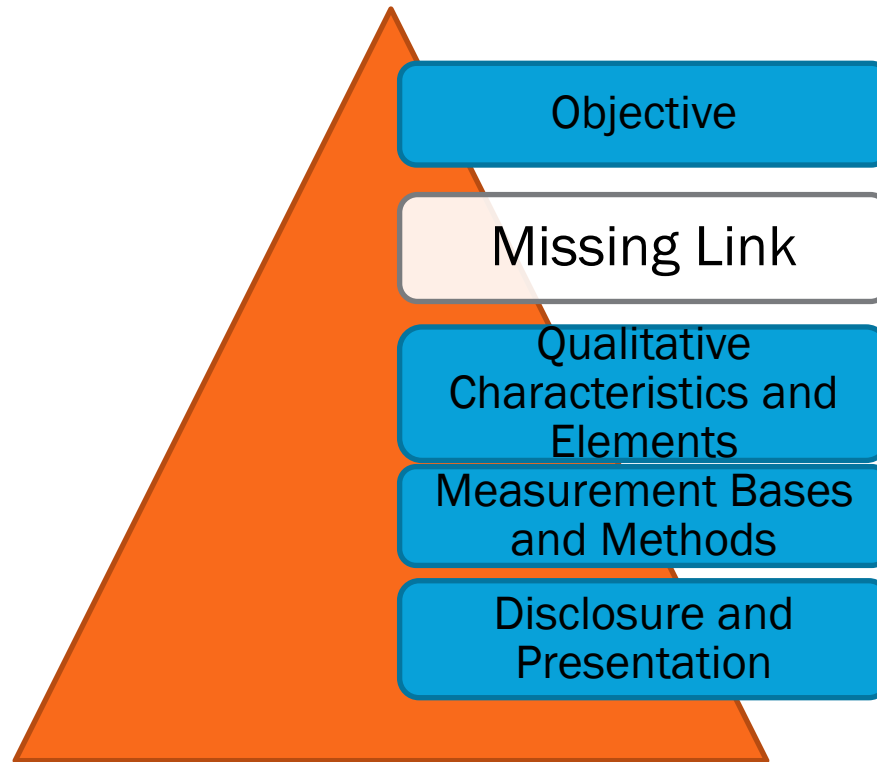 Objective
Missing Link
Qualitative
Characteristics and
Elements
Measurement Bases
and Methods
Disclosure and
Presentation